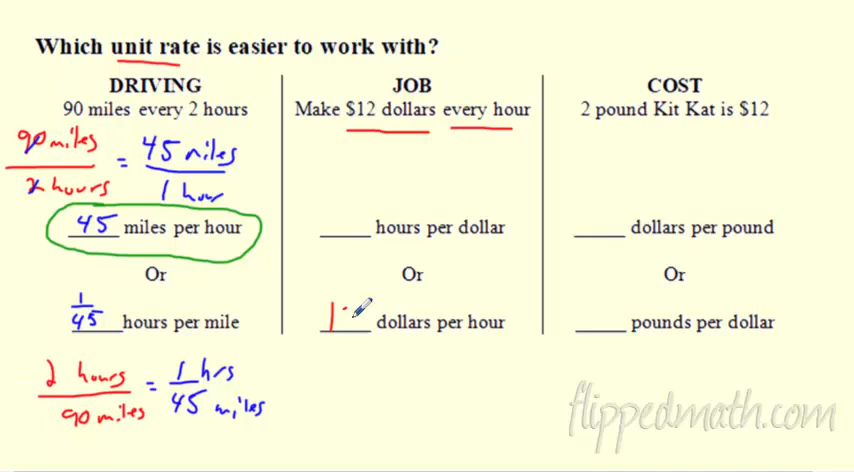 Which unit rate is easier to work with?
DRIVING
90 miles every 2 hours
90 miles = 45 miles
2 hours 1 hour
45 miles per hour
Or
1
45 hours per mile
2 hours = 1 hrs
90 miles 45 miles
JOB
Make $12 dollars every hour
hours per dollar
Or
1 dollars per hour
COST
2 pound Kit Kat is $12
dollars per pound
Or
pounds per dollar
flippedmath.com